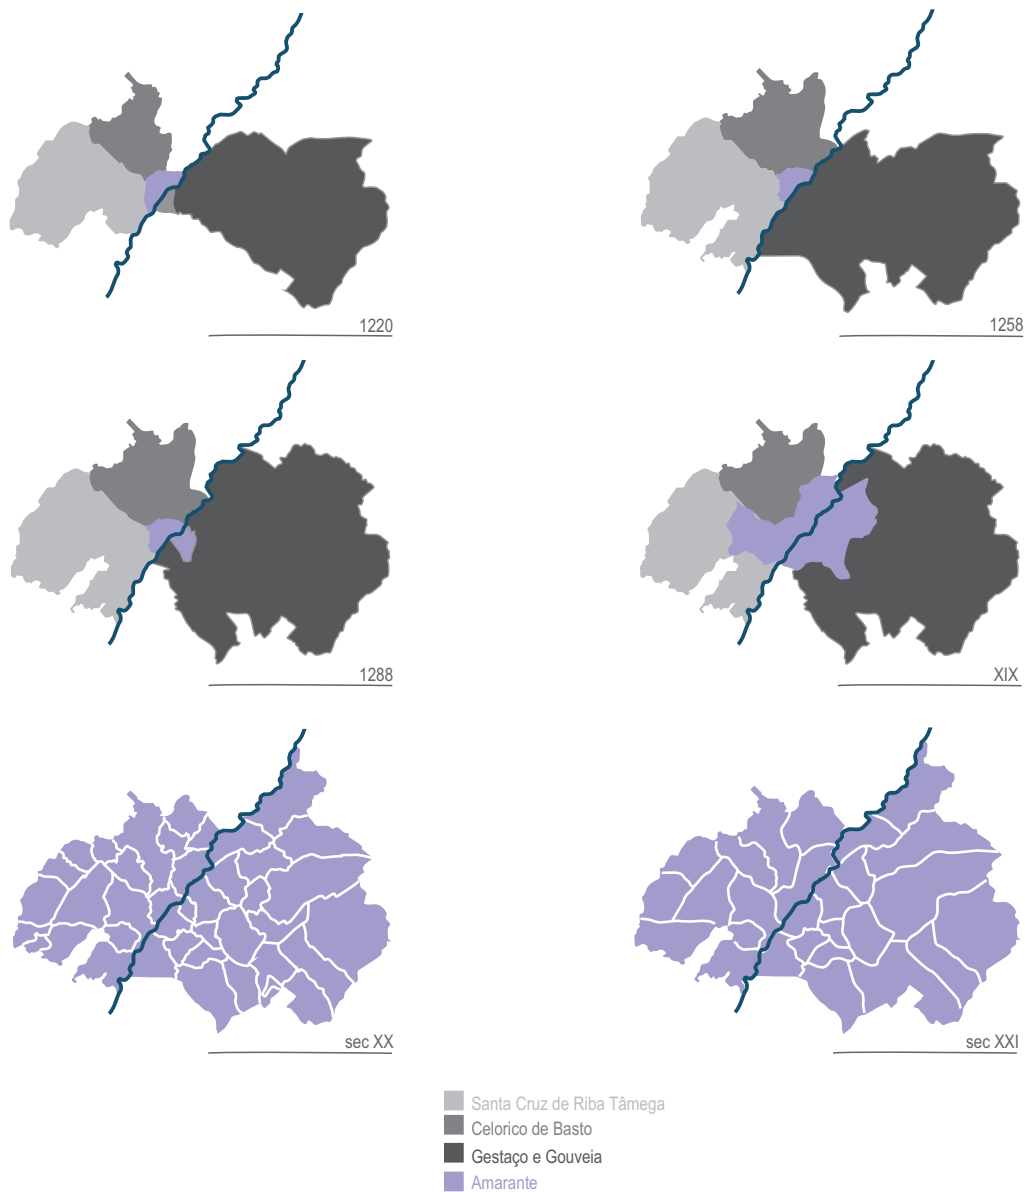 1220
1258
1288
XIX
sec XX
sec XXI
Santa Cruz de Riba Tâmega
Celorico de Basto
Gestaço e Gouveia
Amarante